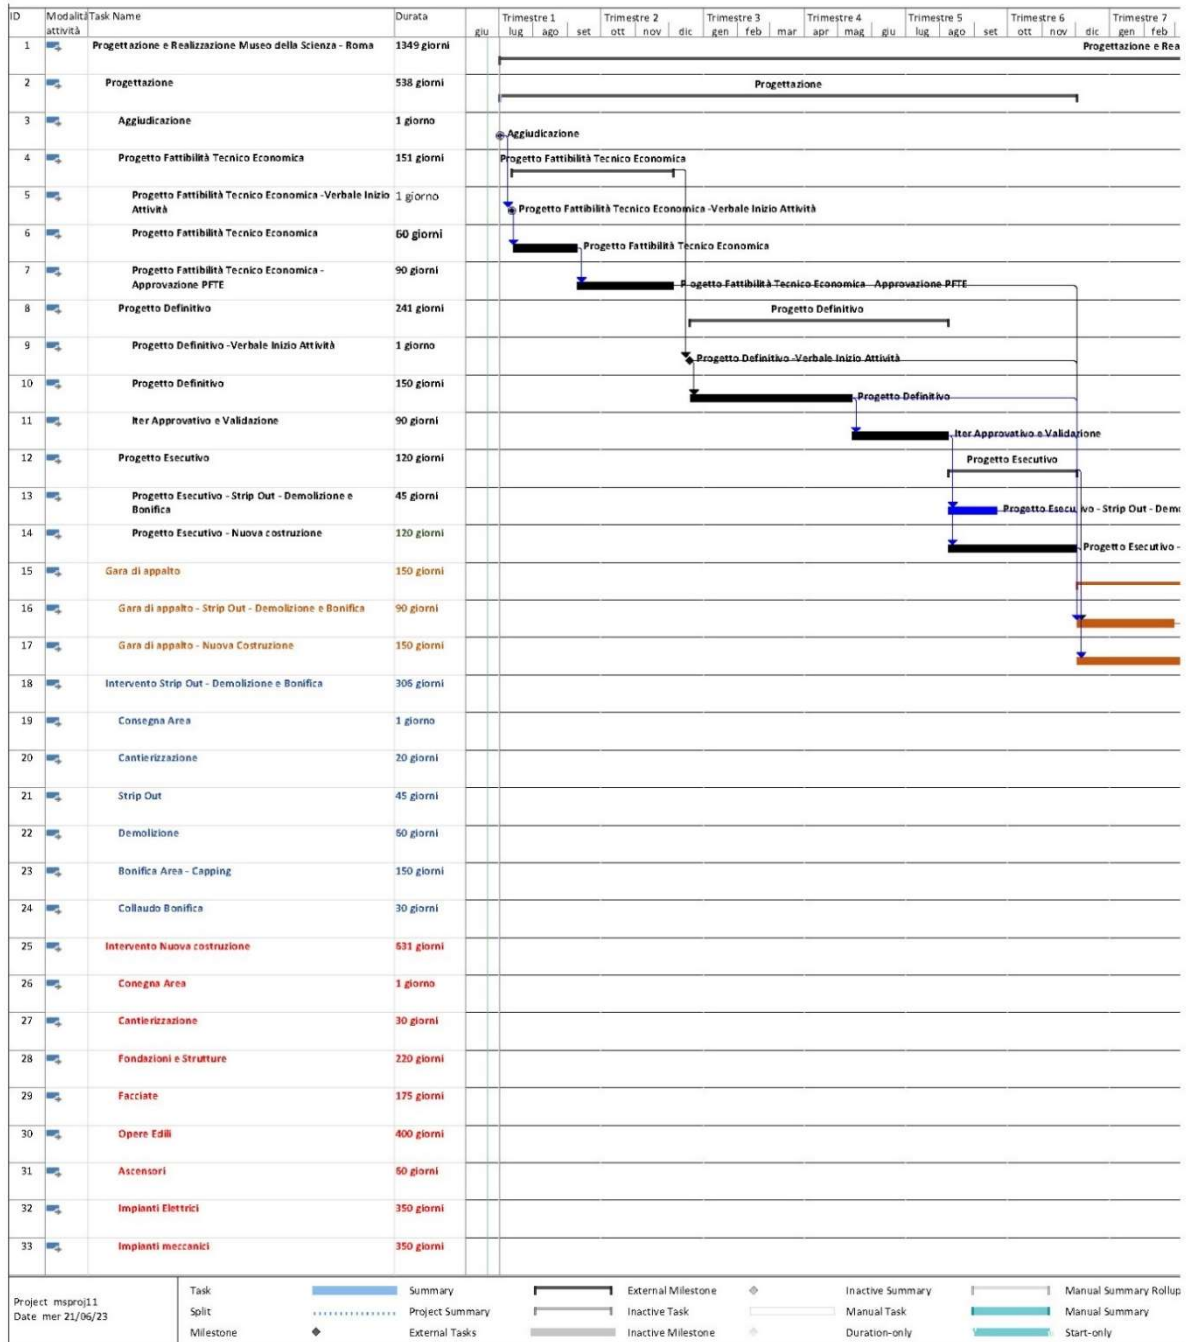 ID Modalità attività Task Name Durata
Trimestre 1 Trimestre 2 Trimestre 3 Trimestre 4 Trimestre 5 Trimestre 6 Trimestre 7
giu lug ago set ott nov dic gen feb mar apr mag giu lug ago set ott nov dic gen feb
1 Progettazione e Realizzazione Museo della Scienza - Roma 1349 giorni
Progettazione e Rea
2 Progettazione 538 giorni
Progettazione
3 Aggiudicazione 1 giorno
Aggiudicazione
4 Progetto Fattibilità Tecnico Economica 151 giorni
Progetto Fattibilità Tecnico Economica
5 Progetto Fattibilità Tecnico Economica -Verbale Inizio 1 giorno
Attività
Progetto Fattibilità Tecnico Economica -Verbale Inizio Attività
6 Progetto Fattibilità Tecnico Economica 60 giorni
Progetto Fattibilità Tecnico Economica
7 Progetto Fattibilità Tecnico Economica - 90 giorni
Approvazione PFTE
Progetto Fattibilità Tecnico Economica - Approvazione PFTE
8 Progetto Definitivo 241 giorni
Progetto Definitivo
9 Progetto Definitivo -Verbale Inizio Attività 1 giorno
Progetto Definitivo -Verbale Inizio Attività
10 Progetto Definitivo 150 giorni
Progetto Definitivo
11 Iter Approvativo e Validazione 90 giorni
Iter Approvativo e Validazione
12 Progetto Esecutivo 120 giorni
Progetto Esecutivo
13 Progetto Esecutivo - Strip Out - Demolizione e 45 giorni
Bonifica
Progetto Esecutivo - Strip Out - Demo
14 Progetto Esecutivo - Nuova costruzione 120 giorni
Progetto Esecutivo -
15 Gara di appalto 150 giorni
16 Gara di appalto - Strip Out - Demolizione e Bonifica 90 giorni
17 Gara di appalto - Nuova Costruzione 150 giorni
18 Intervento Strip Out - Demolizione e Bonifica 306 giorni
19 Consegna Area 1 giorno
20 Cantierizzazione 20 giorni
21 Strip Out 45 giorni
22 Demolizione 60 giorni
23 Bonifica Area - Capping 150 giorni
24 Collaudo Bonifica 30 giorni
25 Intervento Nuova costruzione 631 giorni
26 Conegna Area 1 giorno
27 Cantierizzazione 30 giorni
28 Fondazioni e Strutture 220 giorni
29 Facciate 175 giorni
30 Opere Edili 400 giorni
31 Ascensori 60 giorni
32 Impianti Elettrici 350 giorni
33 Impianti meccanici 350 giorni
Project msproj11
Date mer 21/06/23
Task Summary External Milestone Inactive Summary Manual Summary Rollup
Split Project Summary Inactive Task Manual Task Manual Summary
Milestone External Tasks Inactive Milestone Duration-only Start-only